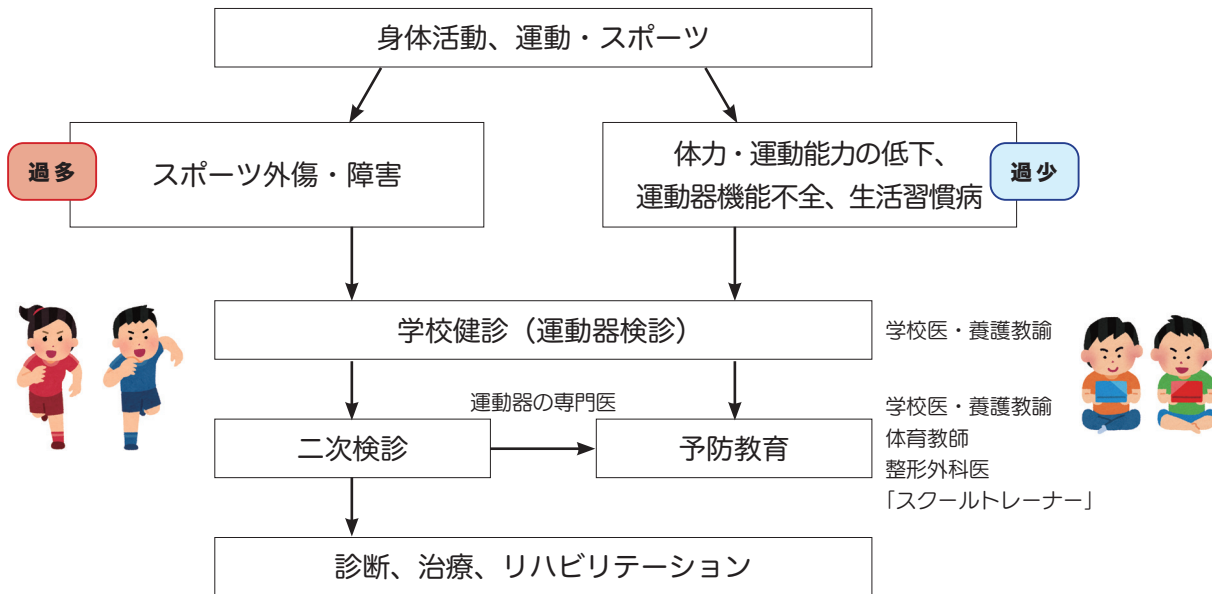 身体活動、運動・スポーツ
過多
スポーツ外傷・障害
体力・運動能力の低下、
運動器機能不全、生活習慣病
過少
学校健診（運動器検診）
学校医・養護教諭
運動器の専門医
二次検診
予防教育
学校医・養護教諭
体育教師
整形外科医
「スクールトレーナー」
診断、治療、リハビリテーション